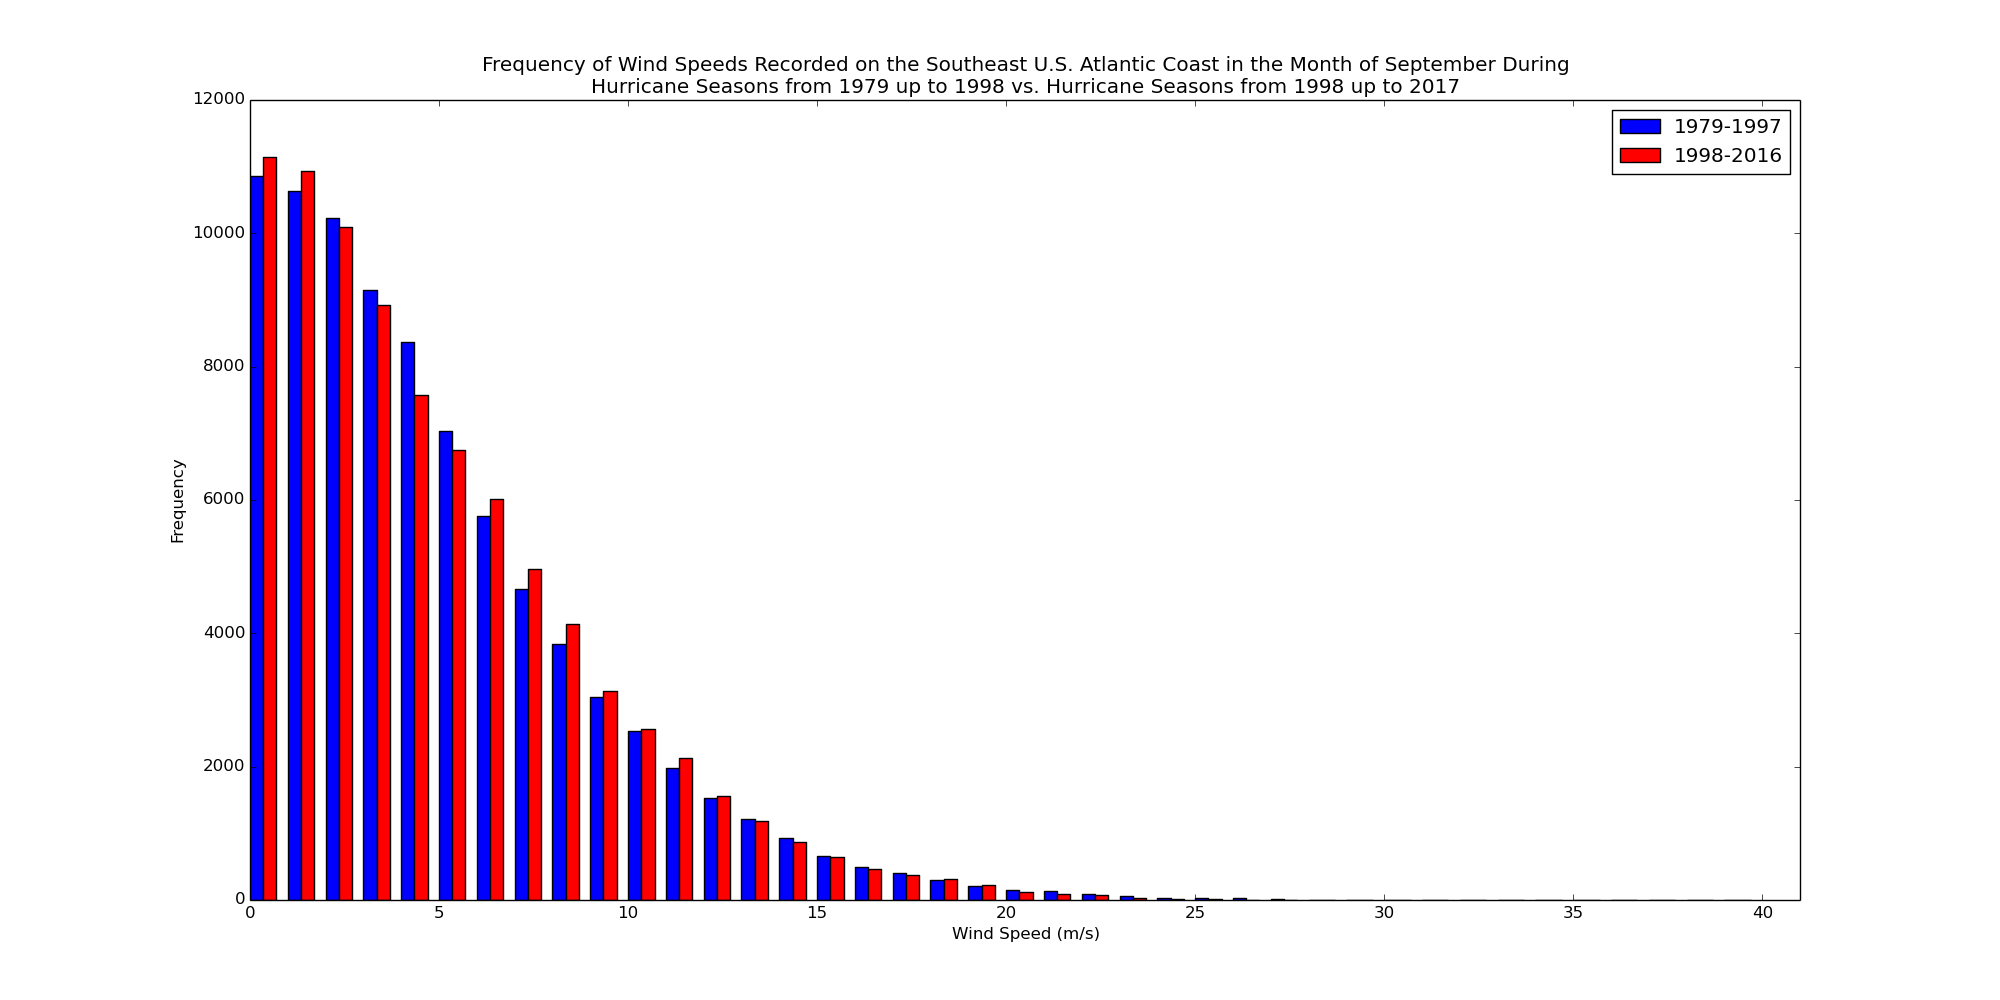 Frequency of Wind Speeds Recorded on the Southeast U.S. Atlantic Coast in the Month of September During
Hurricane Seasons from 1979 up to 1998 vs. Hurricane Seasons from 1998 up to 2017
1979-1997
1998-2016
12000
10000
8000
6000
4000
2000
0
Frequency
0 5 10 15 20 25 30 35 40
Wind Speed (m/s)